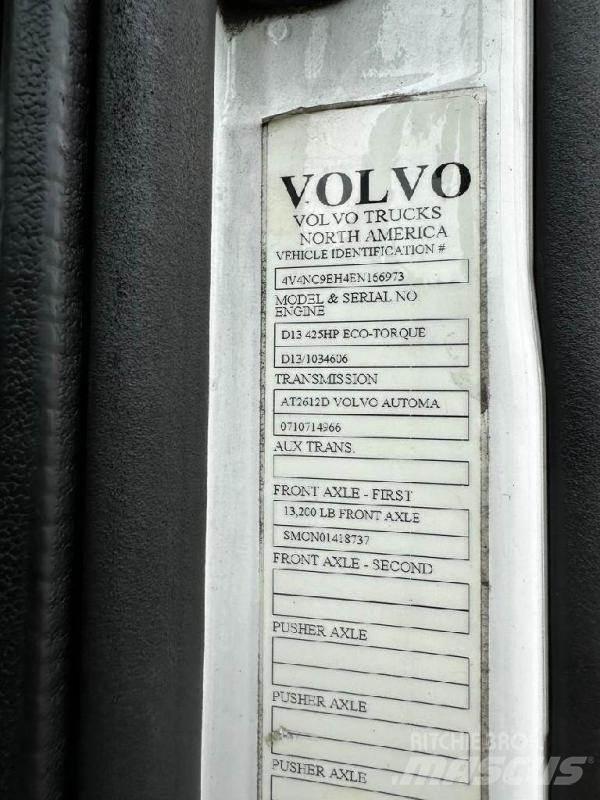 VOLVO
VOLVO TRUCKS
NORTH AMERICA
VEHICLE IDENTIFICATION #
4V4NC9EH4EN166973
MODEL & SERIAL NO
ENGINE
D13 425HP ECO-TORQUE
D13/1034606
TRANSMISSION
AT2612D VOLVO AUTOMA
0710714966
AUX TRANS.
FRONT AXLE - FIRST
13,200 LB FRONT AXLE
SMON01418737
FRONT AXLE - SECOND
PUSHER AXLE
PUSHER AXLE
PUSHER AXLE
RITCHIE BROS
MASCUS